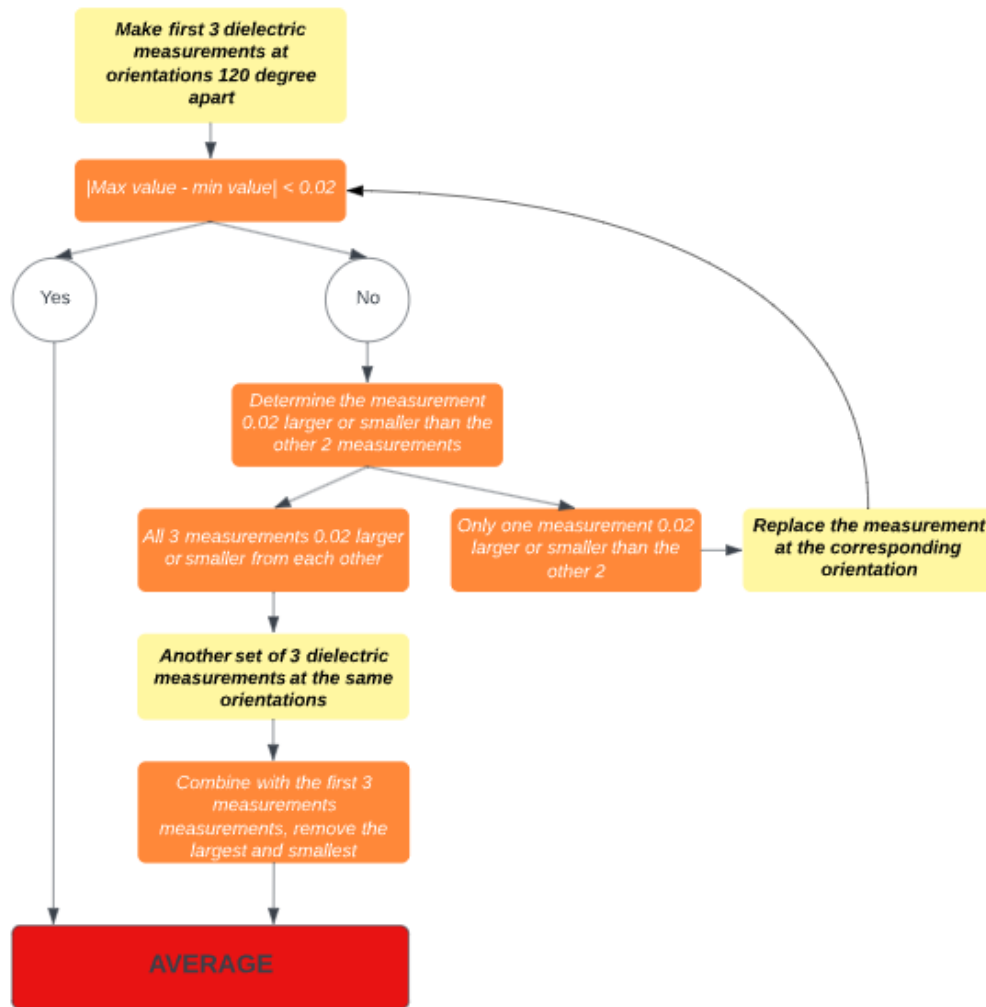 Make first 3 dielectric
measurements at
orientations 120 degree
apart
|Max value - min value| < 0.02
Yes
No
Determine the measurement
0.02 larger or smaller than the
other 2 measurements
All 3 measurements 0.02 larger
or smaller from each other
Only one measurement 0.02
larger or smaller than the
other 2
Replace the measurement
at the corresponding
orientation
Another set of 3 dielectric
measurements at the same
orientations
Combine with the first 3
measurements
measurements, remove the
largest and smallest
AVERAGE